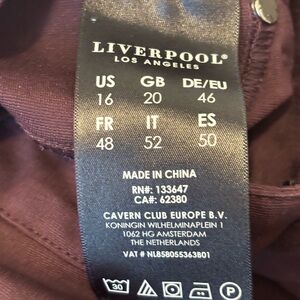 LIVERPOOL®
LOS ANGELES
US GB DE/EU
16 20 46
FR IT ES
48 52 50
MADE IN CHINA
RN#: 133647
CA#: 62380
CAVERN CLUB EUROPE B.V.
KONINGIN WILHELMINAPLEIN 1
1062 HG AMSTERDAM
THE NETHERLANDS
VAT # NL858055363B01
30 P